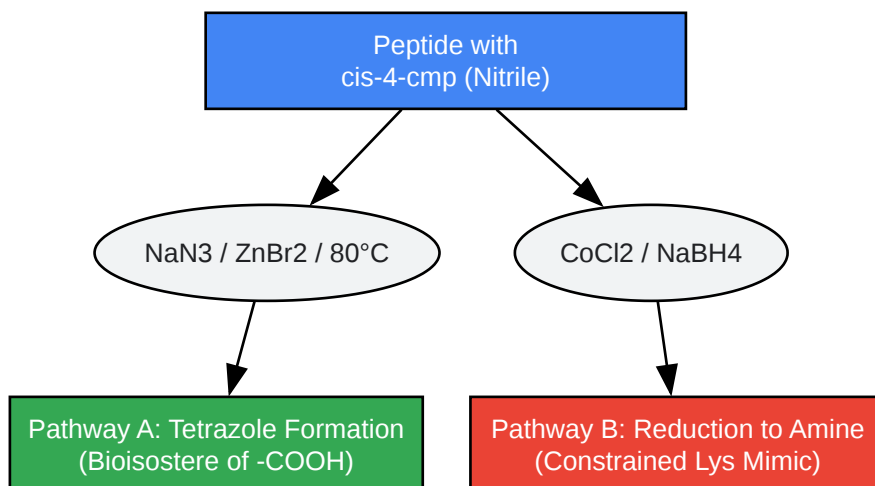 Peptide with
cis-4-cmp (Nitrile)
NaN3 / ZnBr2 / 80°C
CoCl2 / NaBH4
Pathway A: Tetrazole Formation
(Bioisostere of -COOH)
Pathway B: Reduction to Amine
(Constrained Lys Mimic)